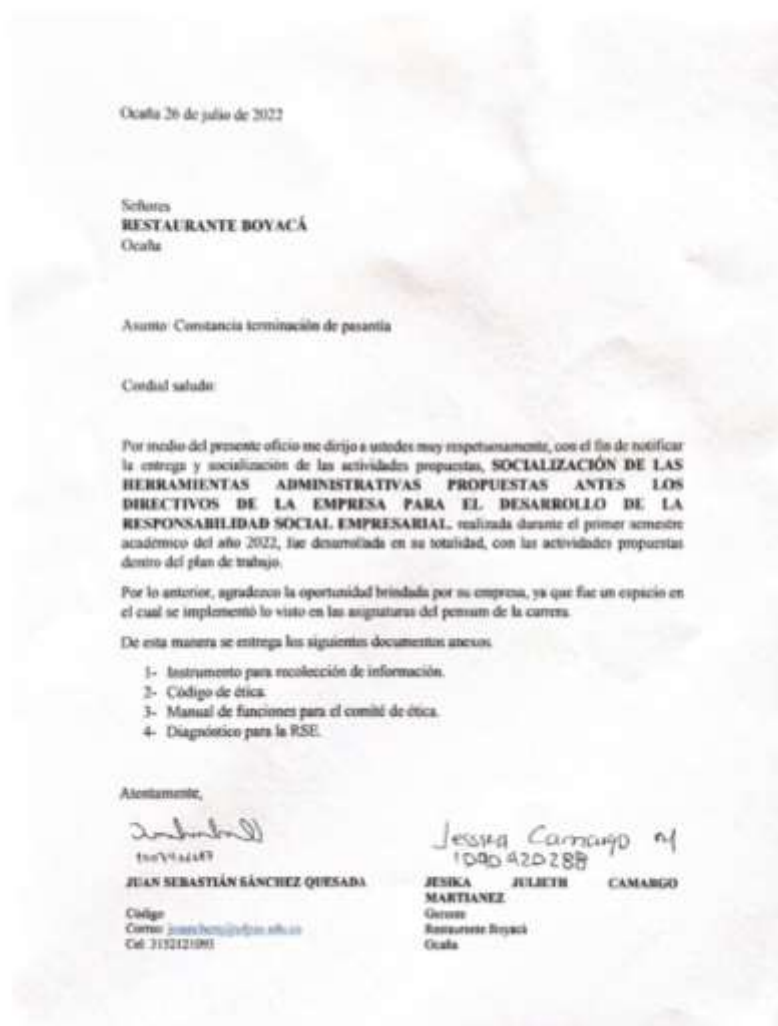 Ocaña 26 de julio de 2022
Señores
RESTAURANTE BOYACÁ
Ocaña
Asunto: Constancia terminación de pasantía
Cordial saludo:
Por medio del presente oficio me dirijo a ustedes muy respetuosamente, con el fin de notificar
la entrega y socialización de las actividades propuestas, SOCIALIZACIÓN DE LAS
HERRAMIENTAS ADMINISTRATIVAS PROPUESTAS ANTES LOS
DIRECTIVOS DE LA EMPRESA PARA EL DESARROLLO DE LA
RESPONSABILIDAD SOCIAL EMPRESARIAL, realizada durante el primer semestre
académico del año 2022, fue desarrollada en su totalidad, con las actividades propuestas
dentro del plan de trabajo.
Por lo anterior, agradezco la oportunidad brindada por su empresa, ya que fue un espacio en
el cual se implementó lo visto en las asignaturas del pensum de la carrera.
De esta manera se entrega los siguientes documentos anexos.
1- Instrumento para recolección de información.
2- Código de ética.
3- Manual de funciones para el comité de ética.
4- Diagnóstico para la RSE.
Atentamente,
Jessica Camargo M
1090420288
JUAN SEBASTIÁN SÁNCHEZ QUESADA
JESIKA JULIETH CAMARGO
MARTIANEZ
Código
Correo:
Cel: 3152121093
Gerente
Restaurante Boyacá
Ocaña